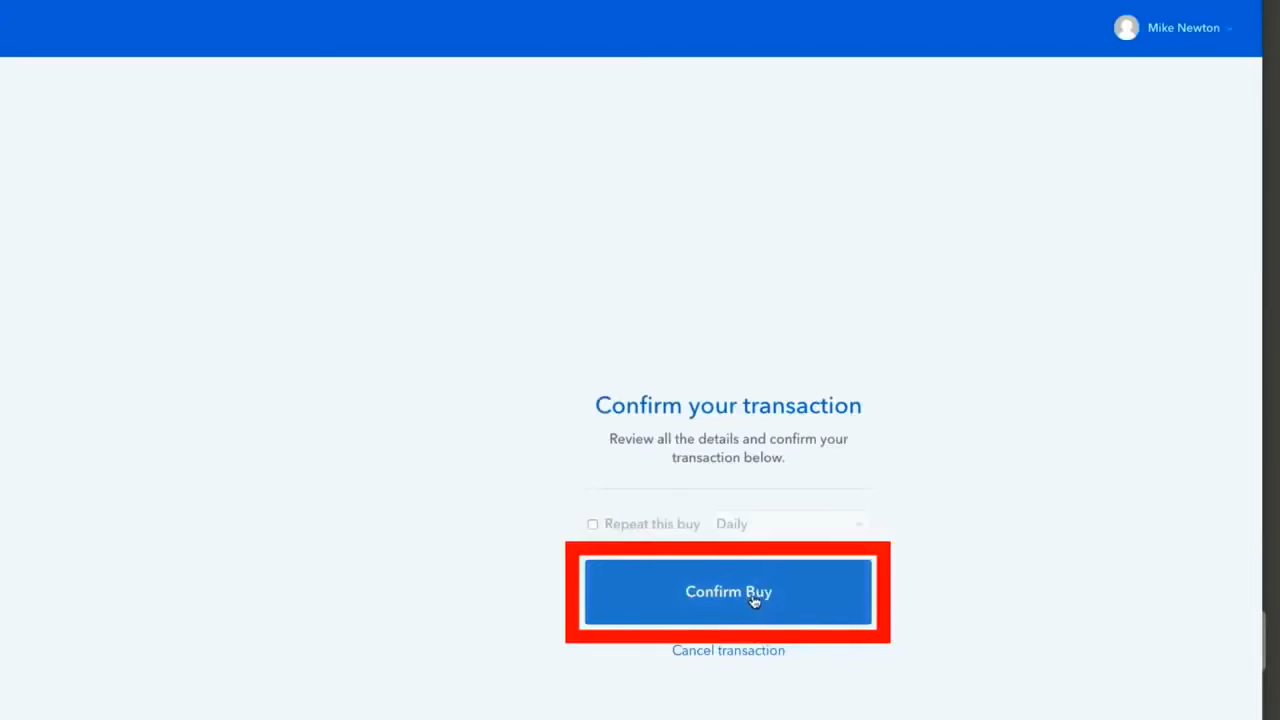 Mike Newton
Confirm your transaction
Review all the details and confirm your
transaction below.
Repeat this buy Daily
Confirm Buy
Cancel transaction